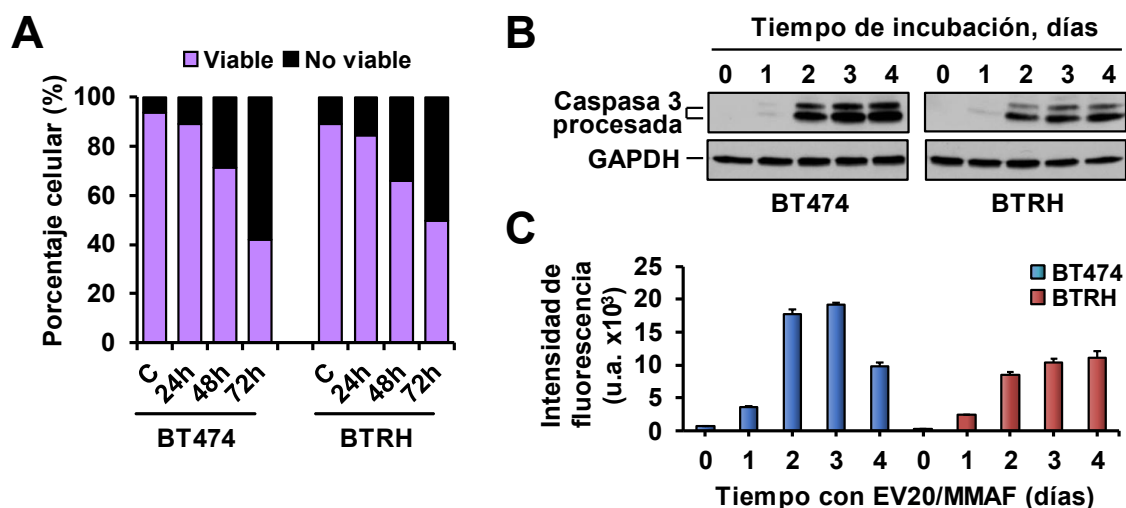 A
Viable No viable
Porcentaje celular (%)
100
80
60
40
20
0
C 24h 48h 72h C 24h 48h 72h
BT474 BTRH
B
Tiempo de incubación, días
0 1 2 3 4 0 1 2 3 4
Caspasa 3
procesada
GAPDH
BT474 BTRH
C
Intensidad de
fluorescencia
(u.a. x10³)
25
20
15
10
5
0
BT474
BTRH
0 1 2 3 4 0 1 2 3 4
Tiempo con EV20/MMAF (días)